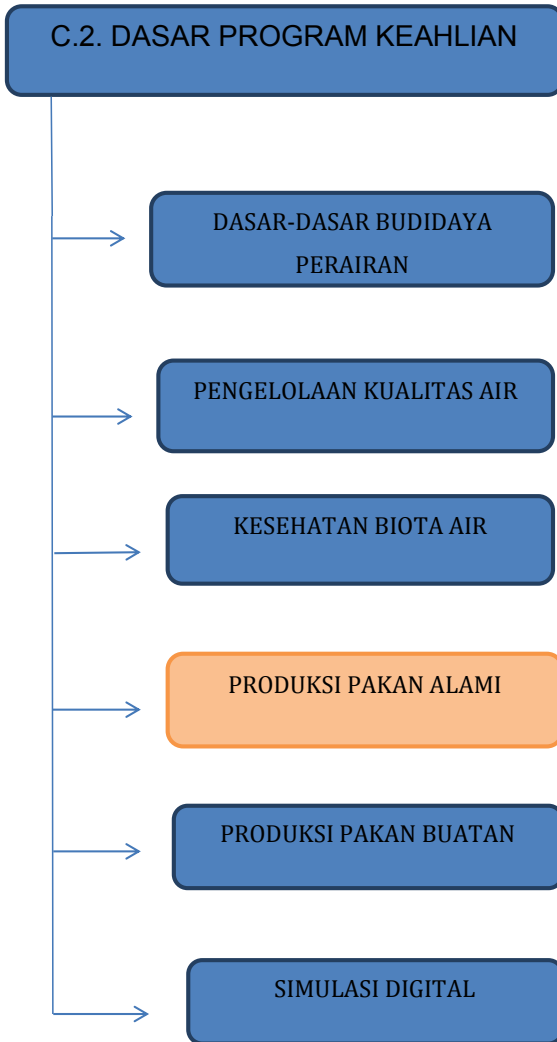 C.2. DASAR PROGRAM KEAHLIAN
DASAR-DASAR BUDIDAYA
PERAIRAN
PENGELOLAAN KUALITAS AIR
KESEHATAN BIOTA AIR
PRODUKSI PAKAN ALAMI
PRODUKSI PAKAN BUATAN
SIMULASI DIGITAL